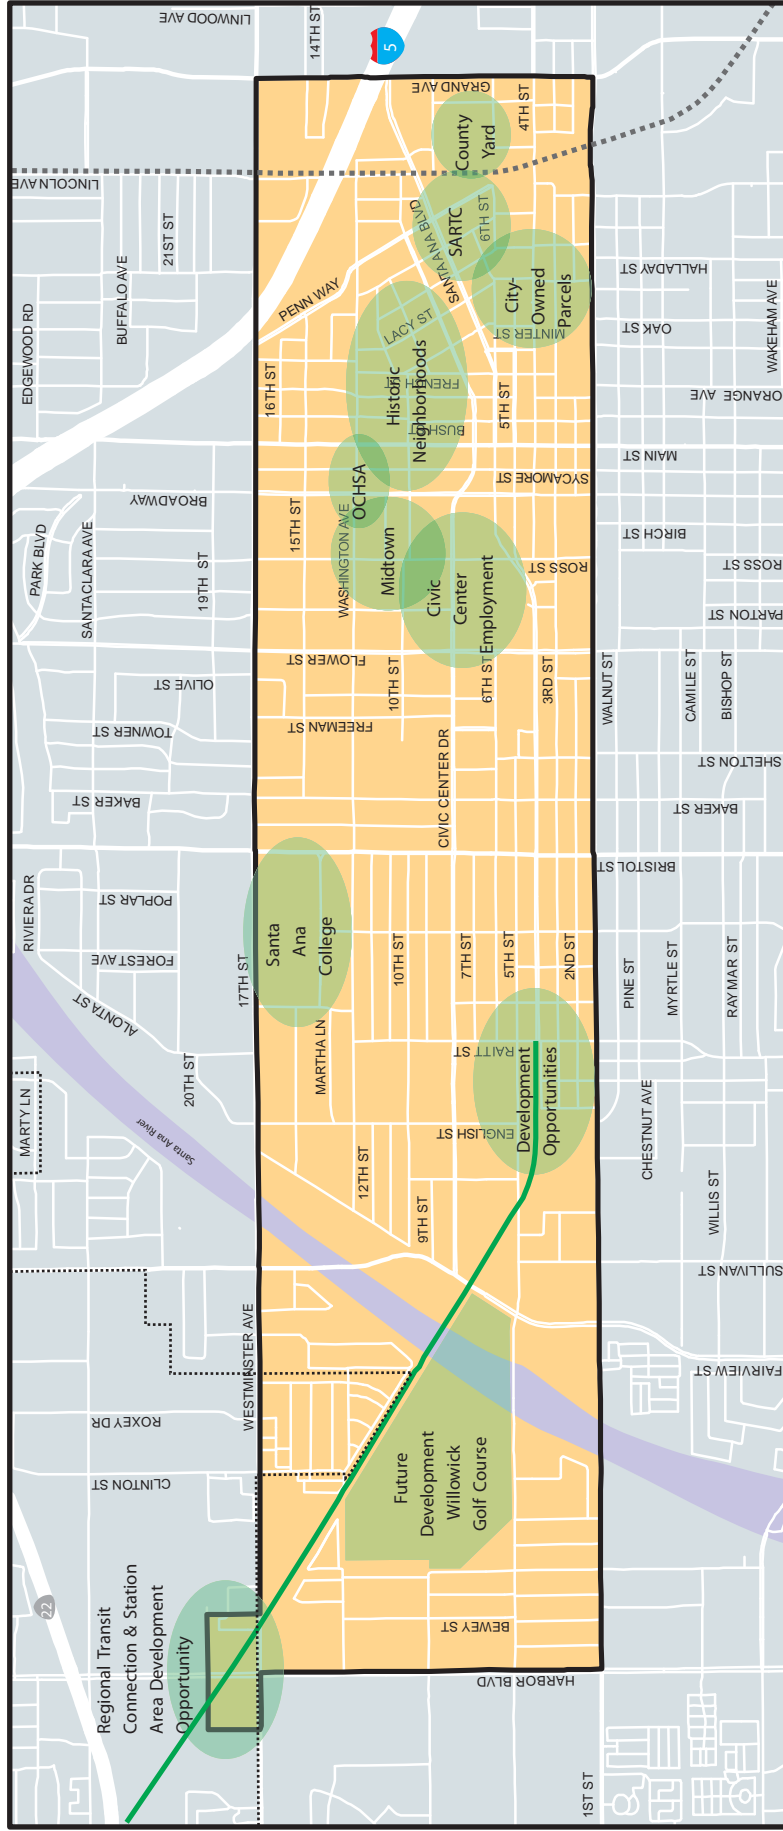 LINWOOD AVE
14TH ST
5
GRAND AVE
4TH ST
County
Yard
LINCOLN AVE
21ST ST
BUFFALO AVE
EDGEWOOD RD
PENN WAY
SANTA ANA BLVD
SARTC
6TH ST
City-
Owned
Parcels
HALLADAY ST
OAK ST
WAKEHAM AVE
MINTER ST
LACY ST
Historic
Neighborhoods
FRENCH ST
BUSH ST
16TH ST
5TH ST
ORANGE AVE
MAIN ST
SYCAMORE ST
OCHSA
BROADWAY
15TH ST
WASHINGTON AVE
Midtown
Civic
Center
Employment
PARK BLVD
SANTA CLARA AVE
19TH ST
BIRCH ST
ROSS ST
ROSS ST
PARTON ST
FLOWER ST
10TH ST
6TH ST
3RD ST
WALNUT ST
CAMILE ST
BISHOP ST
OLIVE ST
TOWNER ST
FREEMAN ST
CIVIC CENTER DR
SHELTON ST
BAKER ST
BAKER ST
BRISTOL ST
RIVIERA DR
POPLAR ST
FOREST AVE
17TH ST
Santa
Ana
College
10TH ST
7TH ST
5TH ST
2ND ST
PINE ST
MYRTLE ST
RAYMAR ST
ALONTA ST
20TH ST
MARTHA LN
RAITT ST
Development
Opportunities
ENGLISH ST
CHESTNUT AVE
MARTY LN
Santa Ana River
12TH ST
9TH ST
WILLIS ST
SULLIVAN ST
FAIRVIEW ST
WESTMINSTER AVE
ROXEY DR
CLINTON ST
Future
Development
Willowick
Golf Course
22
Regional Transit
Connection & Station
Area Development
Opportunity
BEWEY ST
HARBOR BLVD
1ST ST